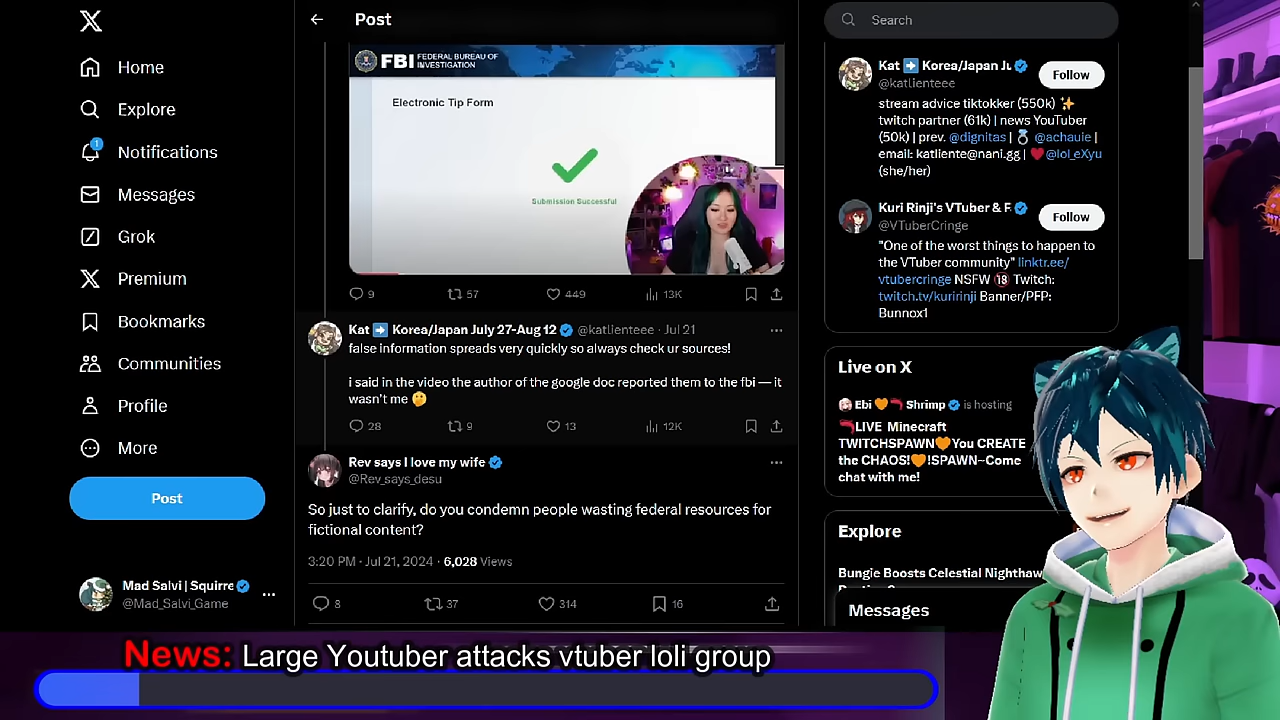 Home
Explore
1
Notifications
Messages
Grok
Premium
Bookmarks
Communities
Profile
More
Post
Mad Salvi | Squirre
@Mad_Salvi_Game
Post
FBI FEDERAL BUREAU OF
INVESTIGATION
Electronic Tip Form
Submission Successful
9 57 449 13K
Kat ➡️ Korea/Japan July 27-Aug 12 @katlienteee · Jul 21
false information spreads very quickly so always check ur sources!
i said in the video the author of the google doc reported them to the fbi — it
wasn't me 🤔
28 9 13 12K
Rev says I love my wife
@Rev_says_desu
So just to clarify, do you condemn people wasting federal resources for
fictional content?
3:20 PM · Jul 21, 2024 · 6,028 Views
8 37 314 16
Search
Kat ➡️ Korea/Japan Ju
@katlienteee
Follow
stream advice tiktokker (550k) ✨
twitch partner (61k) | news YouTuber
(50k) | prev. @dignitas | 💍 @achauie |
email: katliente@nani.gg | ❤️@lol_eXyu
(she/her)
Kuri Rinji's VTuber & F
@VTuberCringe
Follow
"One of the worst things to happen to
the VTuber community" linktr.ee/
vtubercringe NSFW 🔞 Twitch:
twitch.tv/kuririnji Banner/PFP:
Bunnox1
Live on X
Ebi 🧡🦐 Shrimp is hosting
🦐LIVE Minecraft
TWITCHSPAWN🧡You CREATE
the CHAOS!🧡!SPAWN~Come
chat with me!
Explore
Bungie Boosts Celestial Nighthaw
Messages
News: Large Youtuber attacks vtuber loli group